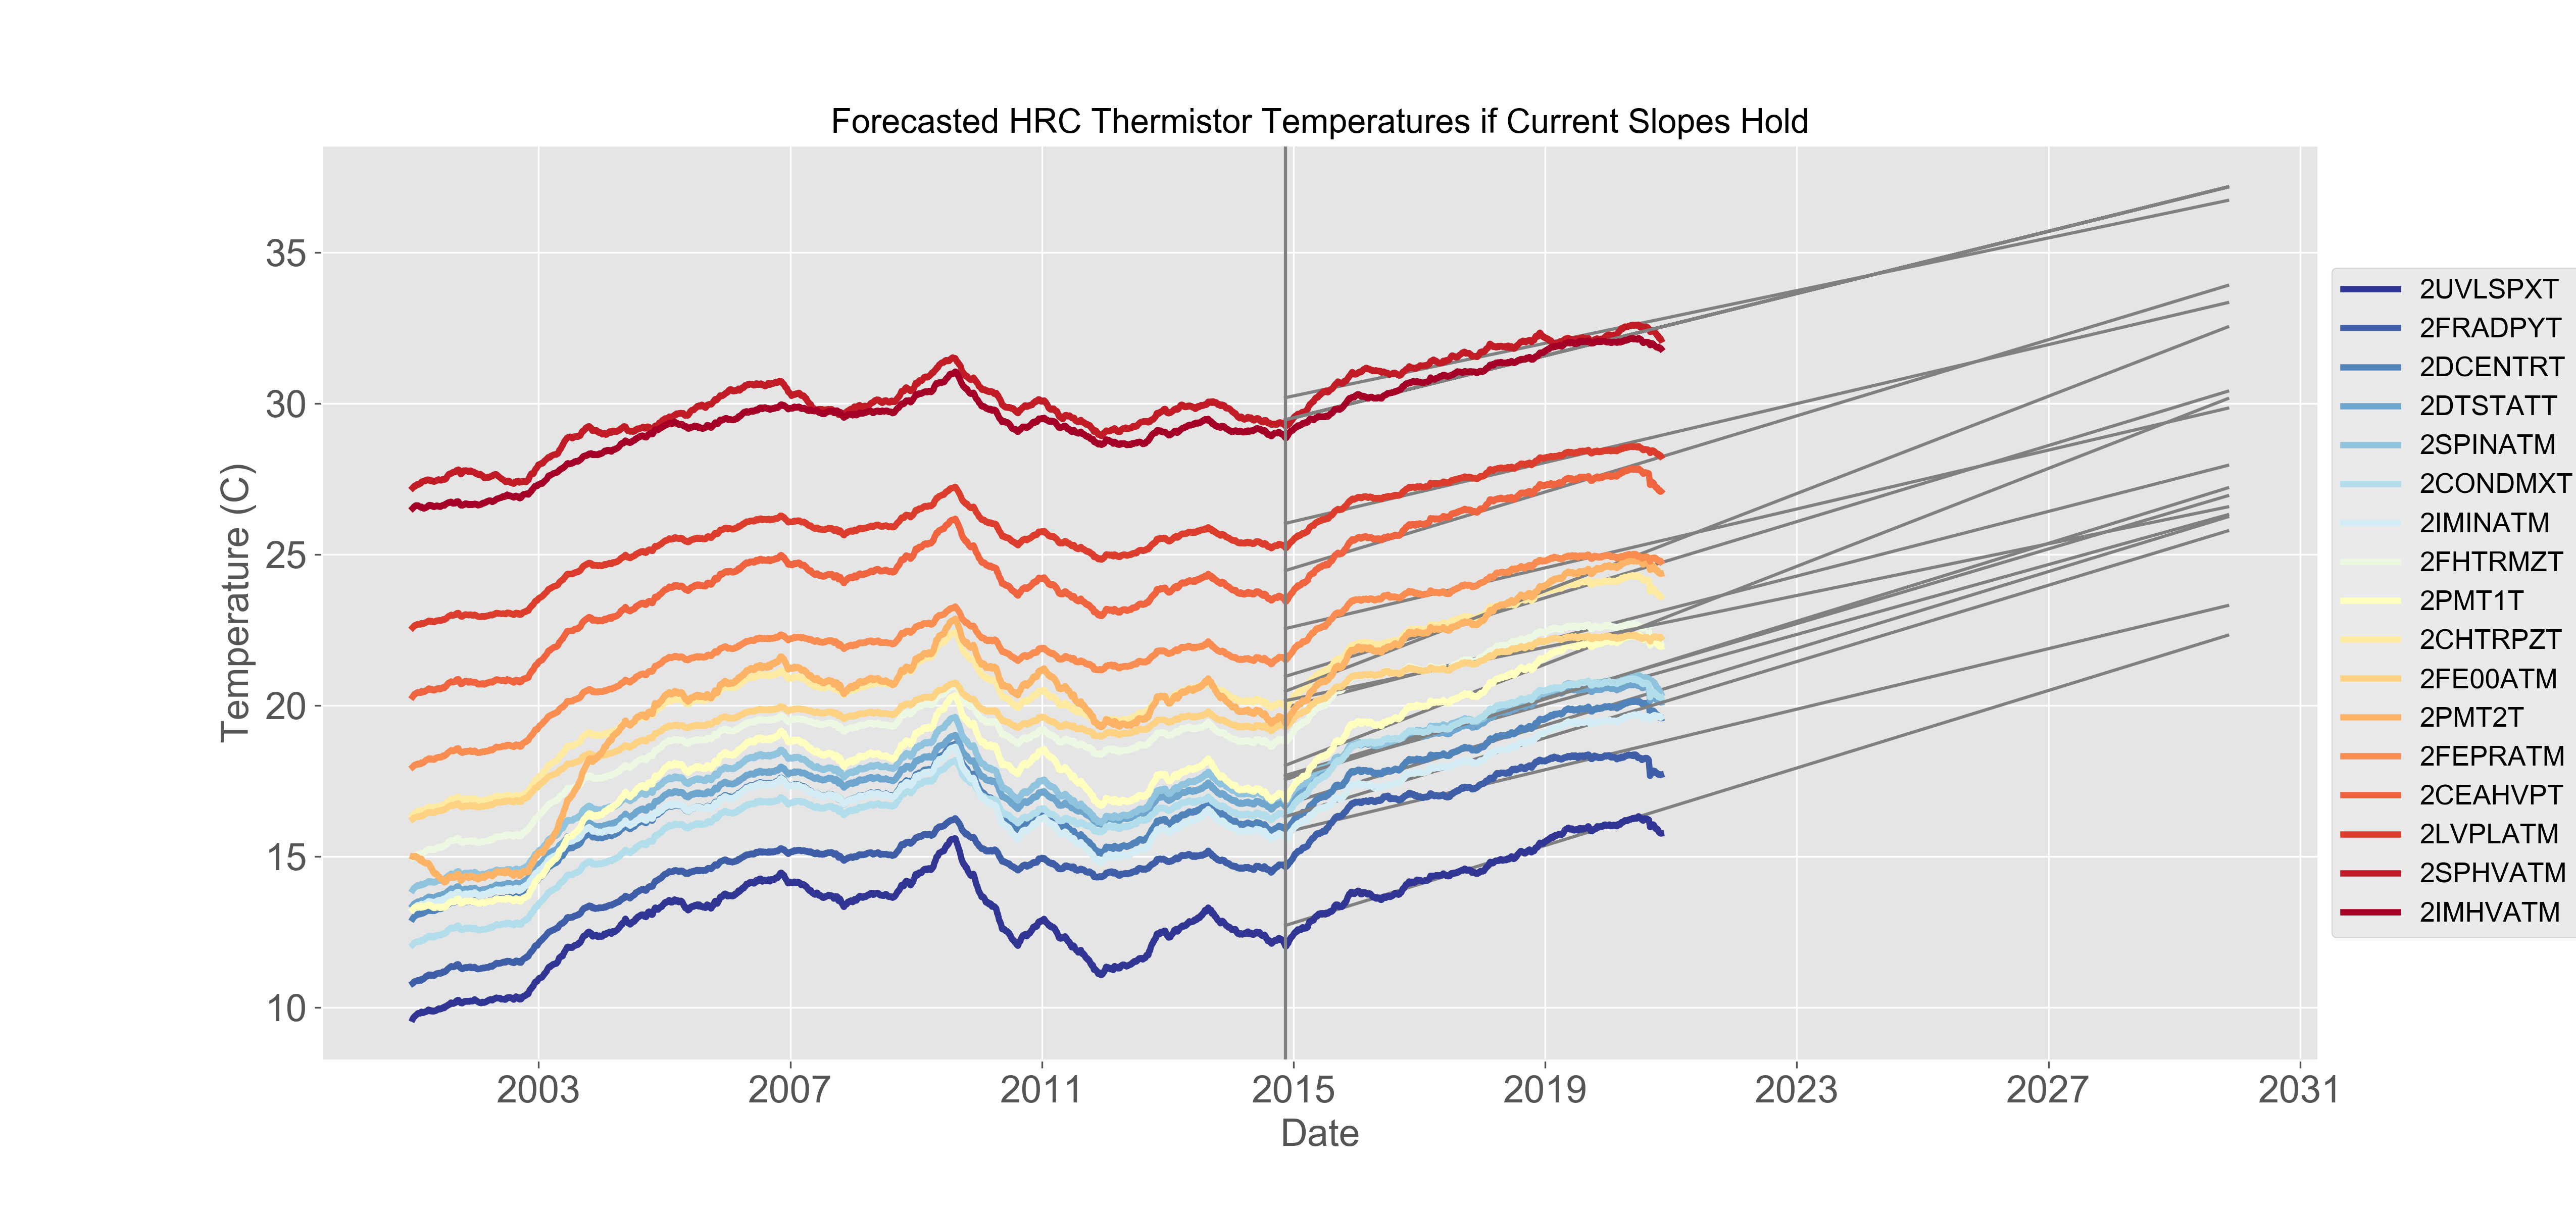 Forecasted HRC Thermistor Temperatures if Current Slopes Hold
Temperature (C)
35
30
25
20
15
10
2003 2007 2011 2015 2019 2023 2027 2031
Date
2UVLSPXT
2FRADPYT
2DCENTRT
2DTSTATT
2SPINATM
2CONDMXT
2IMINATM
2FHTRMZT
2PMT1T
2CHTRPZT
2FE00ATM
2PMT2T
2FEPRATM
2CEAHVPT
2LVPLATM
2SPHVATM
2IMHVATM